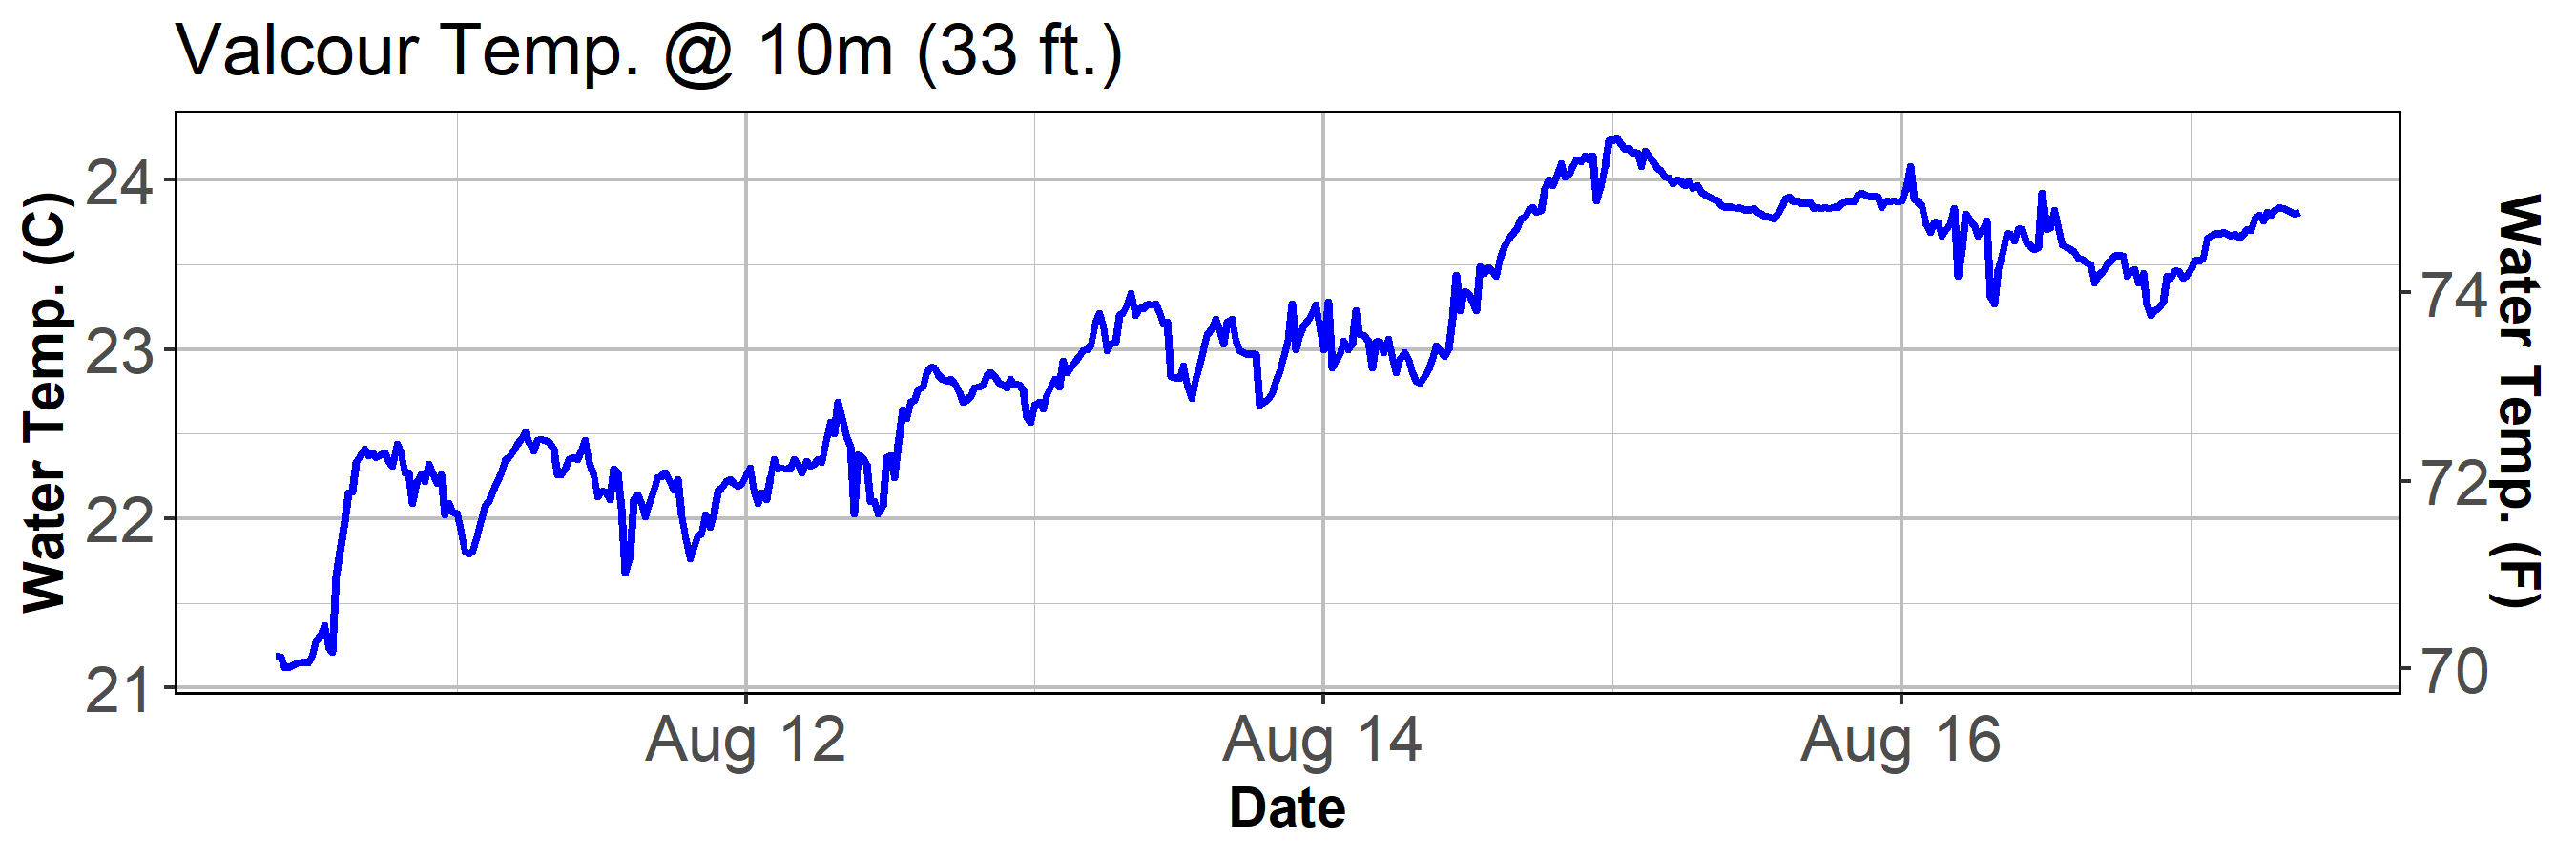 Valcour Temp. @ 10m (33 ft.)
Water Temp. (C)
24
23
22
21
74
72
70
Water Temp. (F)
Aug 12
Aug 14
Aug 16
Date